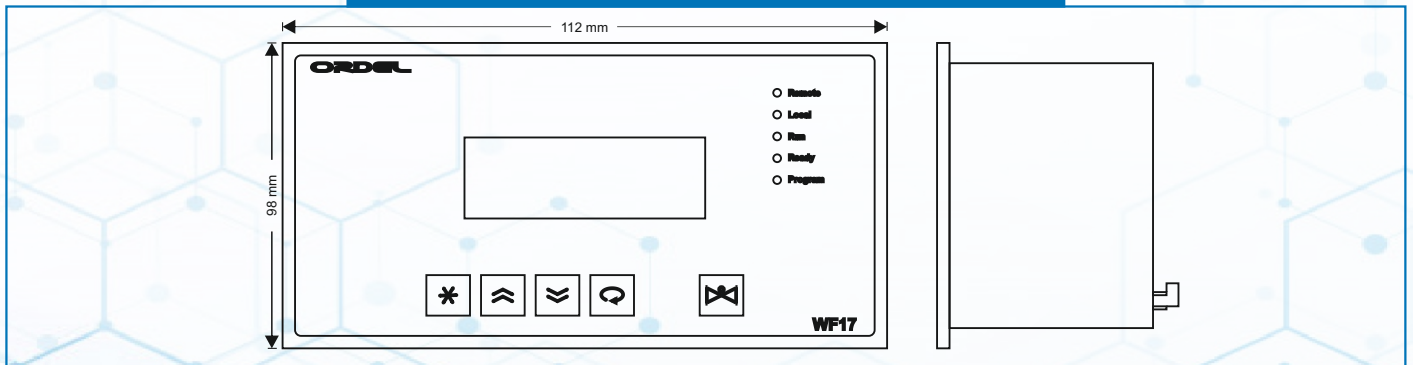 112 mm
ORDEL
Remote
Local
Run
Ready
Program
98 mm
WF17